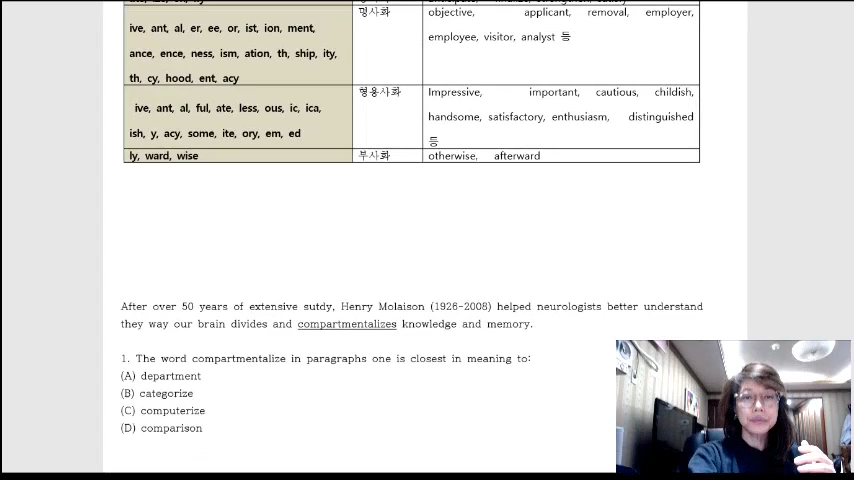 ive, ant, al, er, ee, or, ist, ion, ment,
ance, ence, ness, ism, ation, th, ship, ity,
th, cy, hood, ent, acy
명사화
objective, applicant, removal, employer,
employee, visitor, analyst 등
ive, ant, al, ful, ate, less, ous, ic, ica,
ish, y, acy, some, ite, ory, em, ed
형용사화
Impressive, important, cautious, childish,
handsome, satisfactory, enthusiasm, distinguished
등
ly, ward, wise
부사화
otherwise, afterward
After over 50 years of extensive sutdy, Henry Molaison (1926-2008) helped neurologists better understand
they way our brain divides and compartmentalizes knowledge and memory.
1. The word compartmentalize in paragraphs one is closest in meaning to:
(A) department
(B) categorize
(C) computerize
(D) comparison